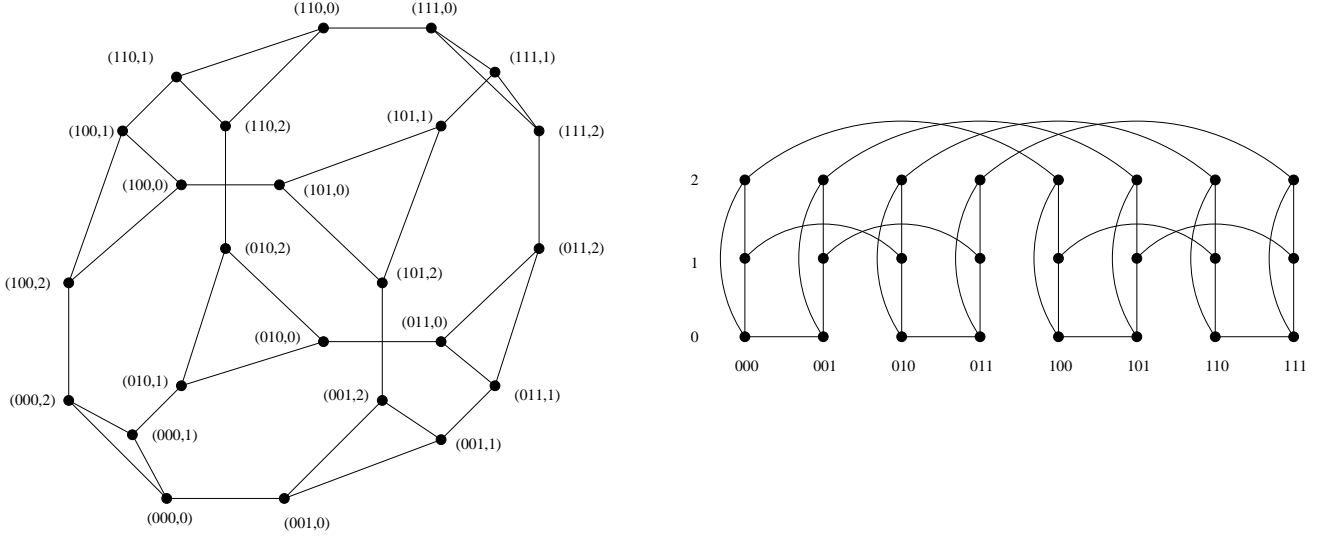 (110,0) (111,0)
(110,1) (111,1)
(100,1) (110,2) (101,1) (111,2)
(100,0) (101,0)
(010,2) (011,2)
(100,2) (101,2)
(010,0) (011,0)
(010,1) (001,2) (011,1)
(000,2) (000,1) (001,1)
(000,0) (001,0)
2
1
0
000 001 010 011 100 101 110 111